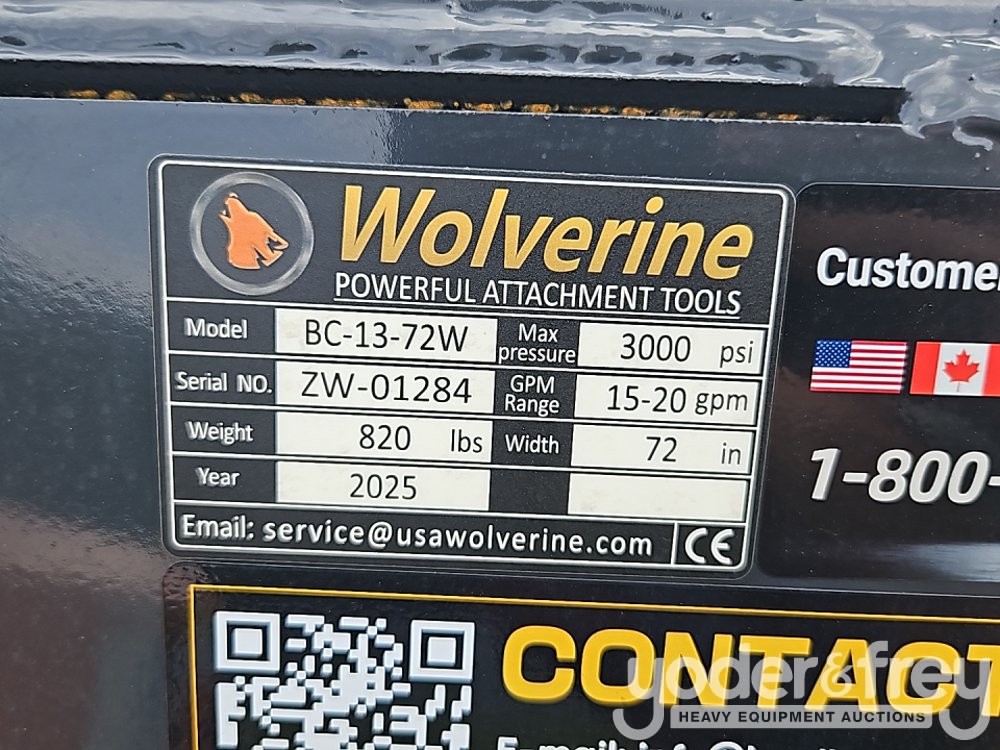 Wolverine
POWERFUL ATTACHMENT TOOLS
Model BC-13-72W Max pressure 3000 psi
Serial NO. ZW-01284 GPM Range 15-20 gpm
Weight 820 lbs Width 72 in
Year 2025
Email: service@usawolverine.com CE
Customer
1-800-
CONTACT
yoder&frey
HEAVY EQUIPMENT AUCTIONS